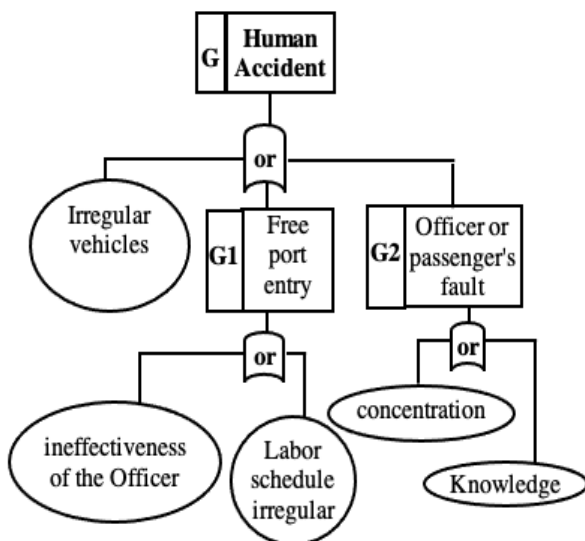 G
Human
Accident
or
Irregular
vehicles
G1
Free
port
entry
G2
Officer or
passenger's
fault
or
or
ineffectiveness
of the Officer
Labor
schedule
irregular
concentration
Knowledge